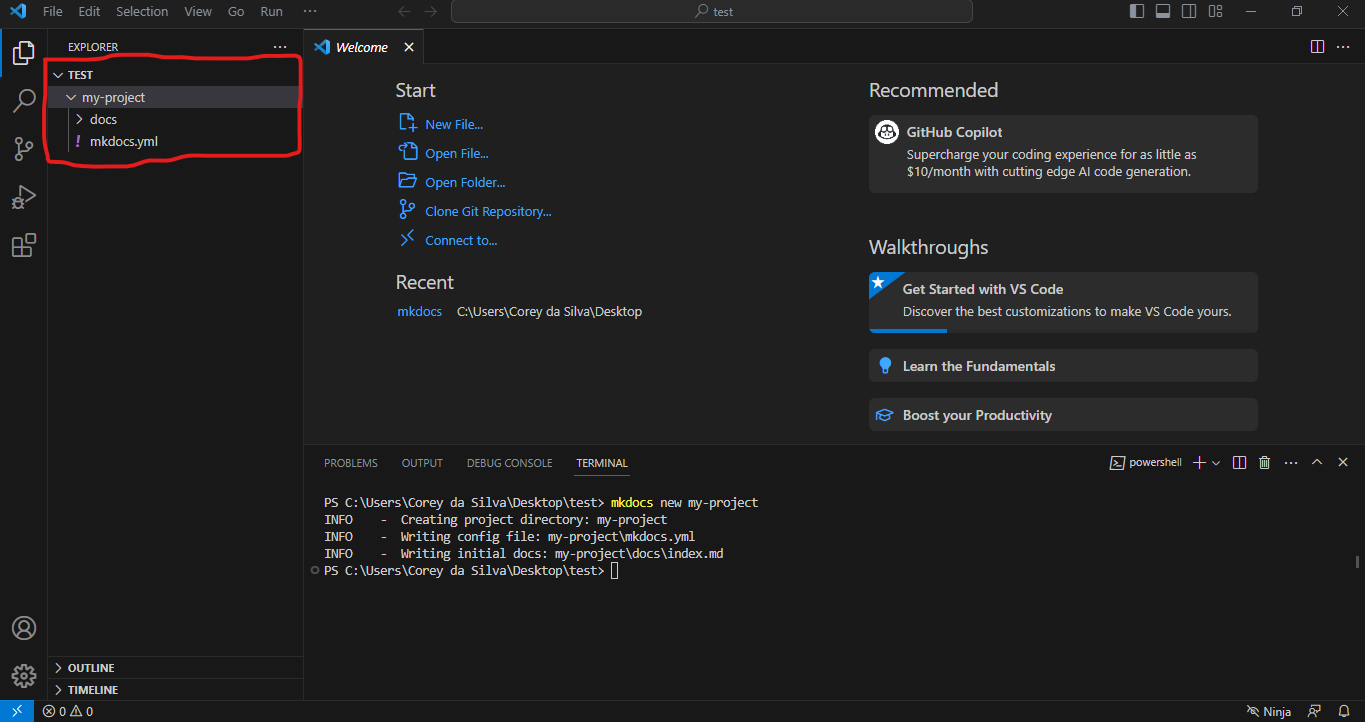 File Edit Selection View Go Run ···
test
EXPLORER ···
TEST
my-project
docs
! mkdocs.yml
OUTLINE
TIMELINE
Welcome
Start
New File...
Open File...
Open Folder...
Clone Git Repository...
Connect to...
Recent
mkdocs C:\Users\Corey da Silva\Desktop
Recommended
GitHub Copilot
Supercharge your coding experience for as little as
$10/month with cutting edge AI code generation.
Walkthroughs
Get Started with VS Code
Discover the best customizations to make VS Code yours.
Learn the Fundamentals
Boost your Productivity
PROBLEMS OUTPUT DEBUG CONSOLE TERMINAL
powershell
PS C:\Users\Corey da Silva\Desktop\test> mkdocs new my-project
INFO    -  Creating project directory: my-project
INFO    -  Writing config file: my-project\mkdocs.yml
INFO    -  Writing initial docs: my-project\docs\index.md
PS C:\Users\Corey da Silva\Desktop\test>
0 0
Ninja